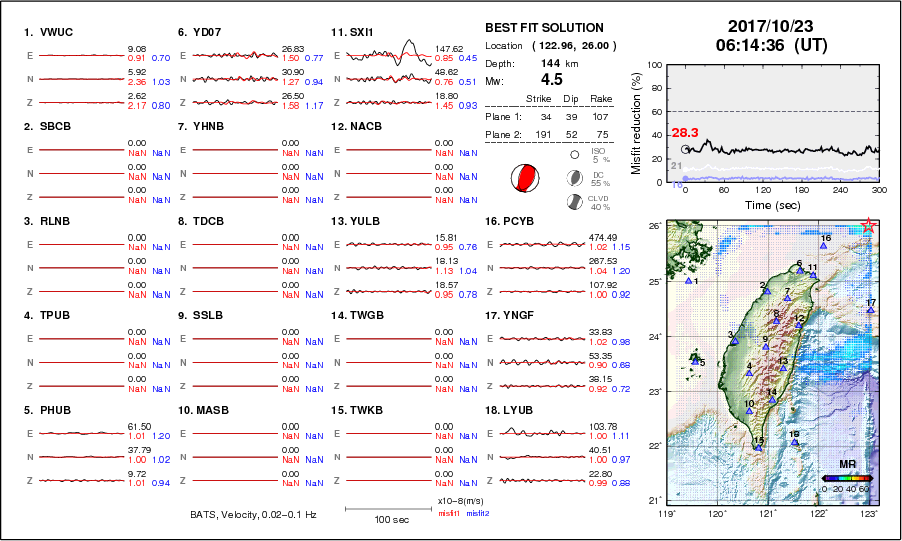 1. VWUC
E 9.08
0.91 0.70
N 5.92
2.36 1.03
Z 2.62
2.17 0.80
2. SBCB
E 0.00
NaN NaN
N 0.00
NaN NaN
Z 0.00
NaN NaN
3. RLNB
E 0.00
NaN NaN
N 0.00
NaN NaN
Z 0.00
NaN NaN
4. TPUB
E 0.00
NaN NaN
N 0.00
NaN NaN
Z 0.00
NaN NaN
5. PHUB
E 61.50
1.01 1.20
N 37.79
1.00 1.02
Z 9.72
1.01 0.94
6. YD07
E 26.83
1.50 0.77
N 30.90
1.27 0.94
Z 26.50
1.58 1.17
7. YHNB
E 0.00
NaN NaN
N 0.00
NaN NaN
Z 0.00
NaN NaN
8. TDCB
E 0.00
NaN NaN
N 0.00
NaN NaN
Z 0.00
NaN NaN
9. SSLB
E 0.00
NaN NaN
N 0.00
NaN NaN
Z 0.00
NaN NaN
10. MASB
E 0.00
NaN NaN
N 0.00
NaN NaN
Z 0.00
NaN NaN
11. SXI1
E 147.62
0.85 0.45
N 48.62
0.76 0.51
Z 18.80
1.45 0.93
12. NACB
E 0.00
NaN NaN
N 0.00
NaN NaN
Z 0.00
NaN NaN
13. YULB
E 15.81
0.95 0.76
N 18.13
1.13 1.04
Z 18.57
0.95 0.78
14. TWGB
E 0.00
NaN NaN
N 0.00
NaN NaN
Z 0.00
NaN NaN
15. TWKB
E 0.00
NaN NaN
N 0.00
NaN NaN
Z 0.00
NaN NaN
16. PCYB
E 474.49
1.02 1.15
N 267.53
1.04 1.20
Z 107.92
1.00 0.92
17. YNGF
E 33.83
1.02 0.98
N 53.35
0.90 0.68
Z 38.15
0.92 0.72
18. LYUB
E 103.78
1.00 1.11
N 40.51
1.00 0.97
Z 22.80
0.99 0.88
BATS, Velocity, 0.02−0.1 Hz
100 sec
x10−8(m/s)
misfit1 misfit2
BEST FIT SOLUTION
Location ( 122.96, 26.00 )
Depth: 144 km
Mw: 4.5
Strike Dip Rake
Plane 1: 34 39 107
Plane 2: 191 52 75
ISO
5 %
DC
55 %
CLVD
40 %
2017/10/23
06:14:36 (UT)
Misfit reduction (%)
100
80
60
40
20
0
28.3
21
0 60 120 180 240 300
Time (sec)
26°
25°
24°
23°
22°
21°
119° 120° 121° 122° 123°
16
6
11
1
2
7
17
8
12
3
9
5
4
13
14
10
15
18
MR
0 20 40 60